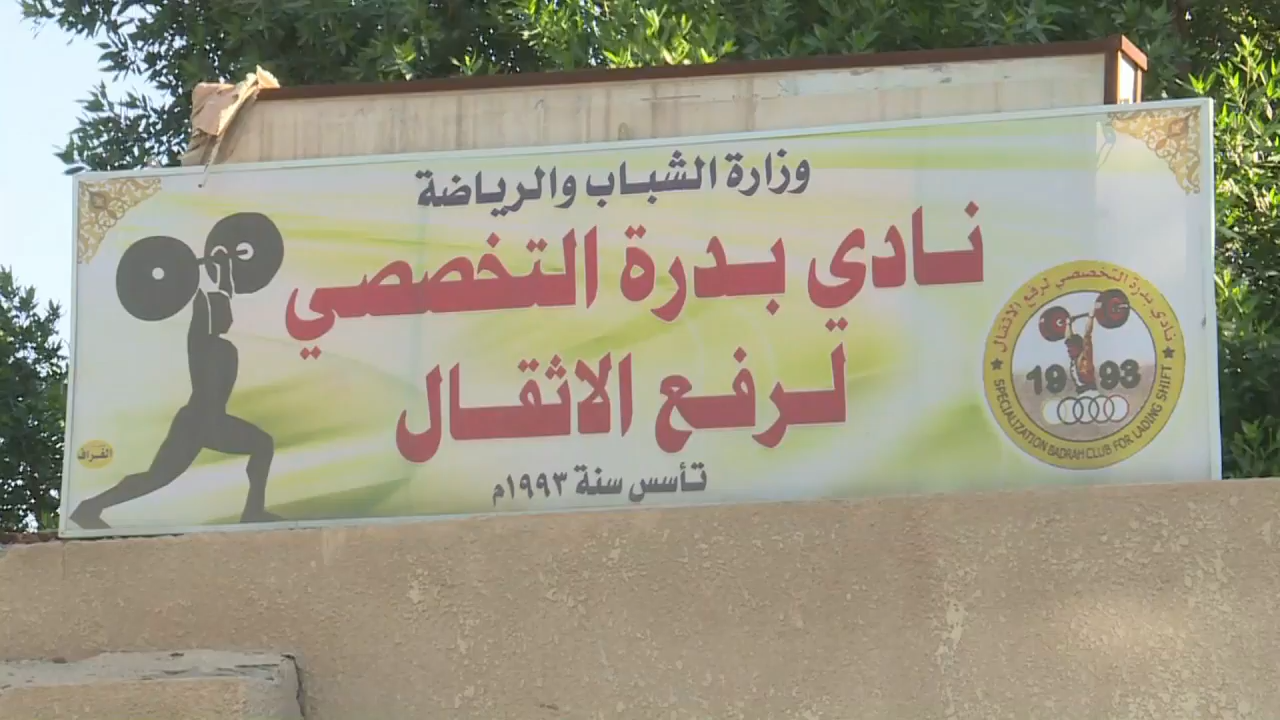 وزارة الشباب والرياضة
نادي بدرة التخصصي
لرفع الاثقال
تأسس سنة ١٩٩٣م
نادي بدرة التخصصي لرفع الاثقال
1993
SPECIALIZATION BADRAH CLUB FOR LADING SHIFT